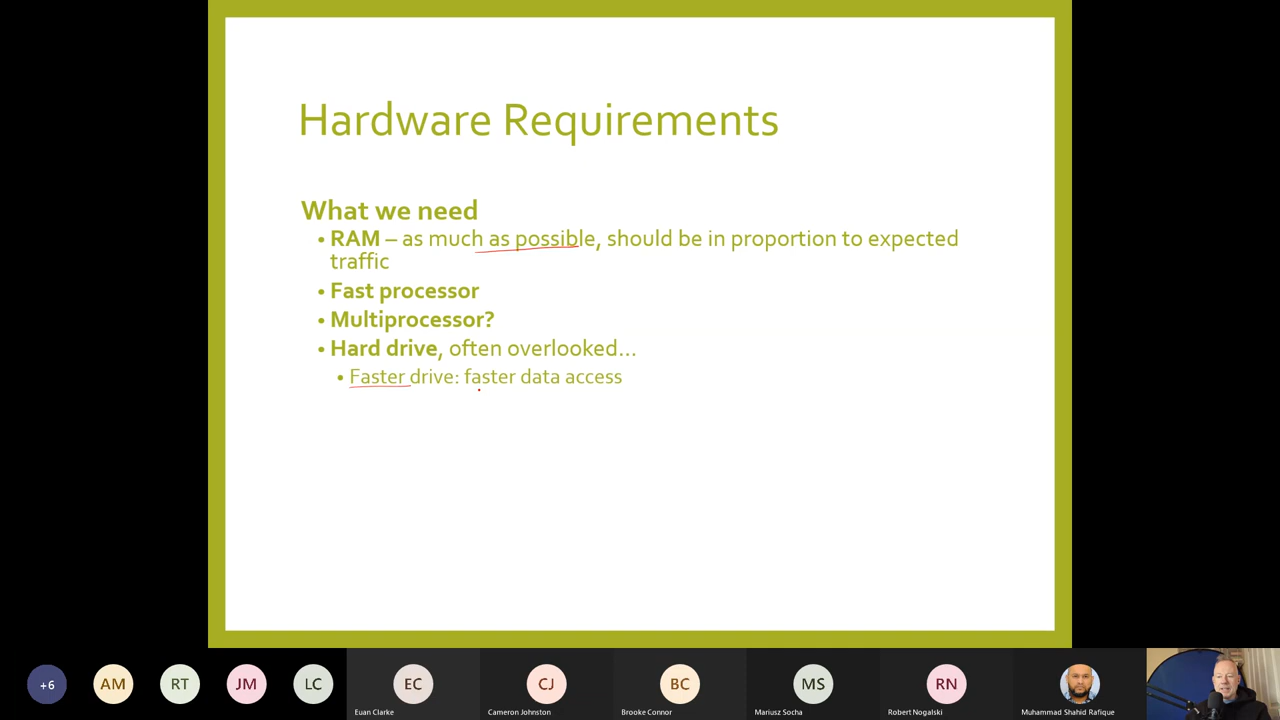 Hardware Requirements
What we need
• RAM – as much as possible, should be in proportion to expected
traffic
• Fast processor
• Multiprocessor?
• Hard drive, often overlooked...
• Faster drive: faster data access
+6
AM
RT
JM
LC
EC
CJ
BC
MS
RN
Euan Clarke
Cameron Johnston
Brooke Connor
Mariusz Socha
Robert Nogalski
Muhammad Shahid Rafique